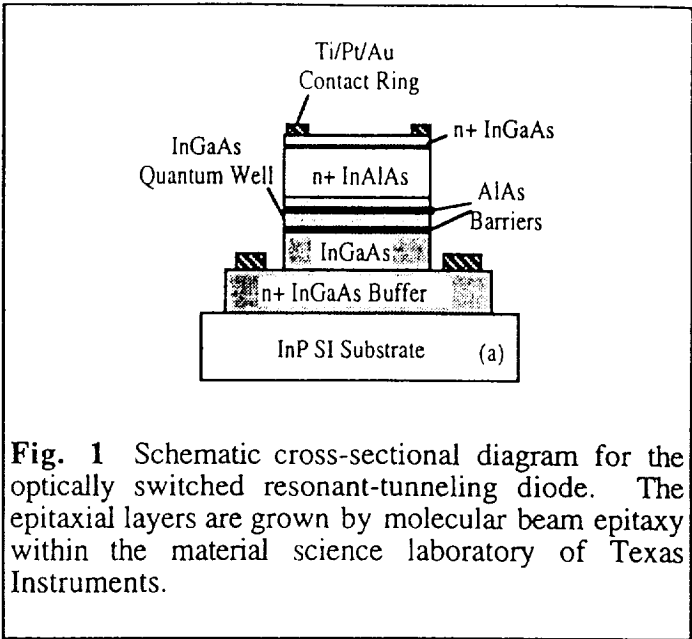 Ti/Pt/Au
Contact Ring
n+ InGaAs
InGaAs
Quantum Well
n+ InAlAs
AlAs
Barriers
InGaAs
n+ InGaAs Buffer
InP SI Substrate
(a)
Fig. 1 Schematic cross-sectional diagram for the
optically switched resonant-tunneling diode. The
epitaxial layers are grown by molecular beam epitaxy
within the material science laboratory of Texas
Instruments.